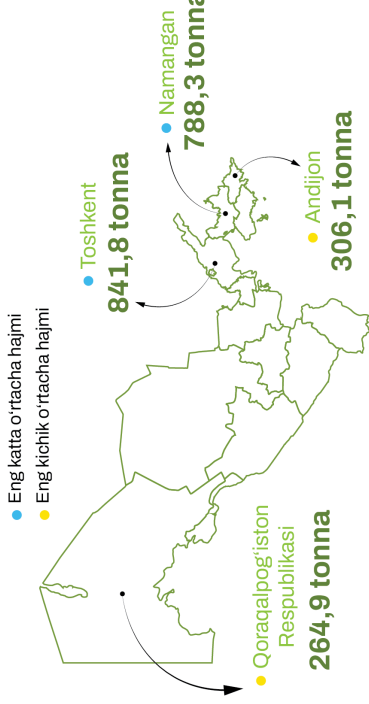 Eng katta o‘rtacha hajmi
Eng kichik o‘rtacha hajmi
Toshkent
841,8 tonna
Namangan
788,3 tonna
Andijon
306,1 tonna
Qoraqalpog‘iston
Respublikasi
264,9 tonna